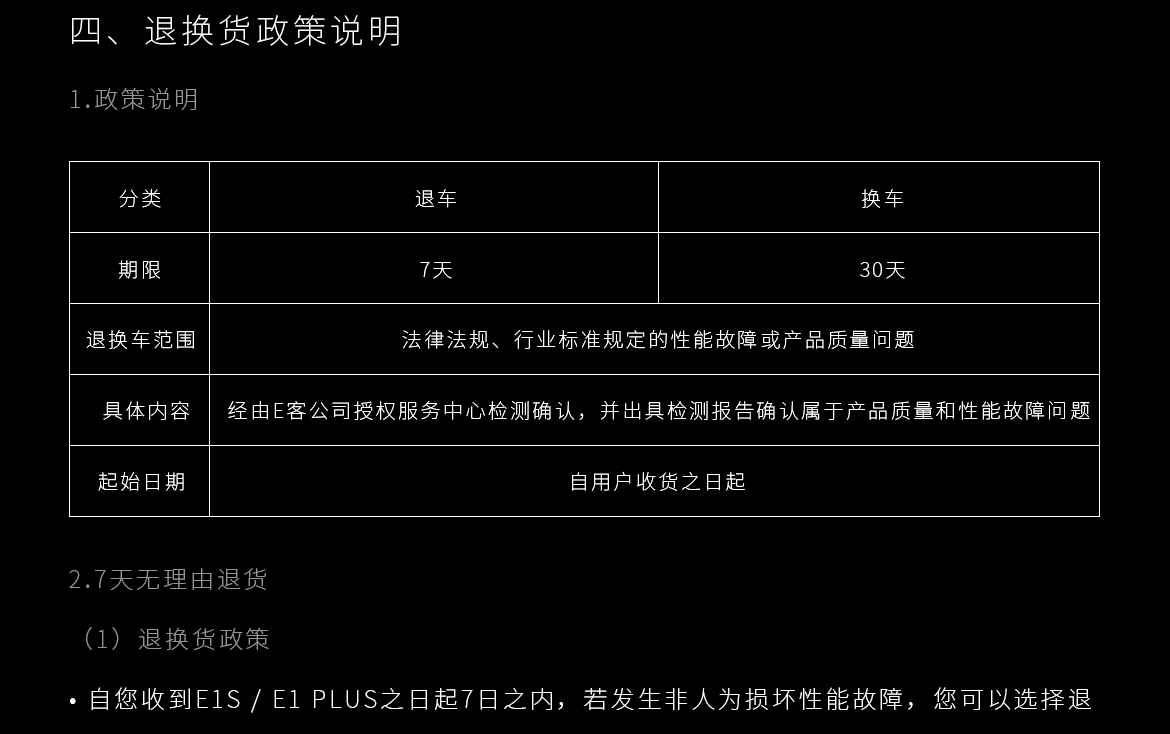 四、退换货政策说明
1.政策说明
分类 退车 换车
期限 7天 30天
退换车范围 法律法规、行业标准规定的性能故障或产品质量问题
具体内容 经由E客公司授权服务中心检测确认，并出具检测报告确认属于产品质量和性能故障问题
起始日期 自用户收货之日起
2.7天无理由退货
（1）退换货政策
• 自您收到E1S / E1 PLUS之日起7日之内，若发生非人为损坏性能故障，您可以选择退